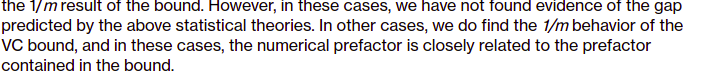 the 1/m result of the bound. However, in these cases, we have not found evidence of the gap
predicted by the above statistical theories. In other cases, we do find the 1/m behavior of the
VC bound, and in these cases, the numerical prefactor is closely related to the prefactor
contained in the bound.